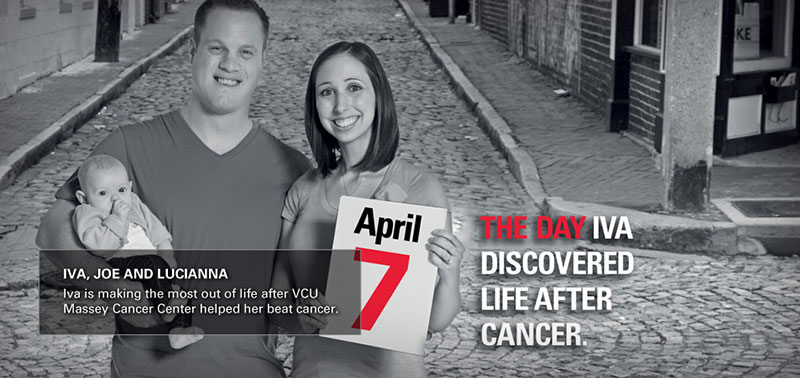 KE
April
7
THE DAY IVA
DISCOVERED
LIFE AFTER
CANCER.
IVA, JOE AND LUCIANNA
Iva is making the most out of life after VCU
Massey Cancer Center helped her beat cancer.